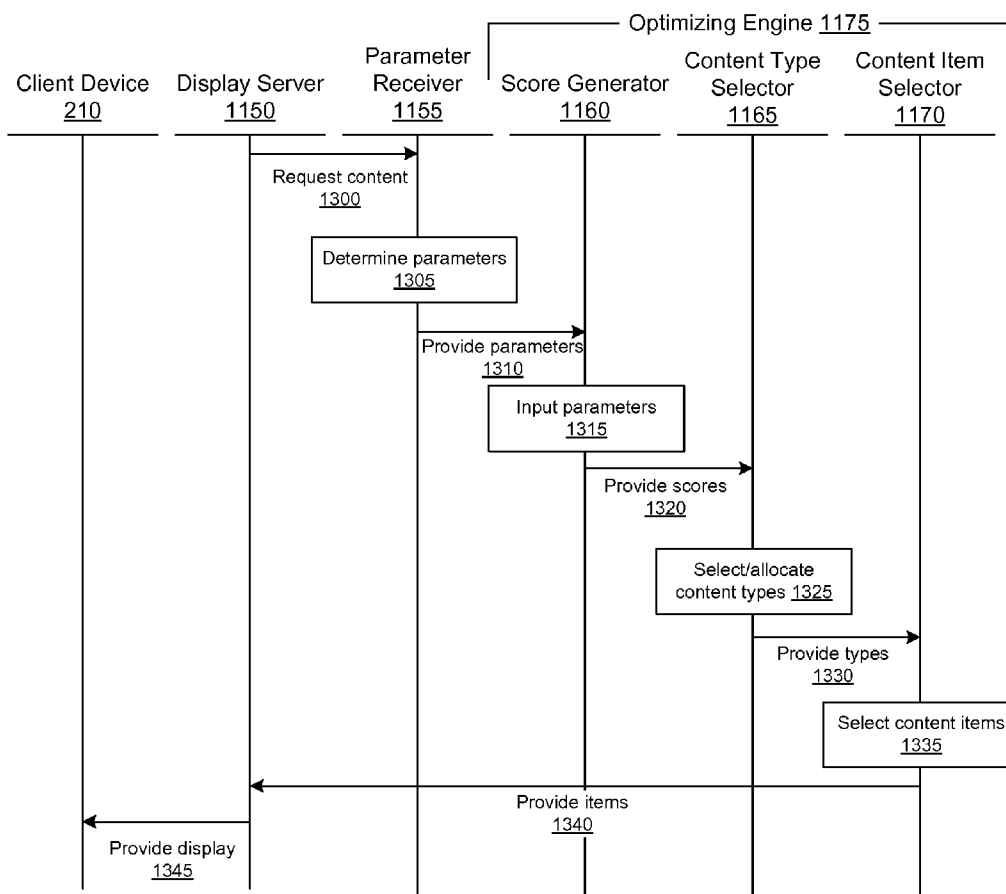 Optimizing Engine 1175
Client Device
210
Display Server
1150
Parameter
Receiver
1155
Score Generator
1160
Content Type
Selector
1165
Content Item
Selector
1170
Request content
1300
Determine parameters
1305
Provide parameters
1310
Input parameters
1315
Provide scores
1320
Select/allocate
content types 1325
Provide types
1330
Select content items
1335
Provide items
1340
Provide display
1345